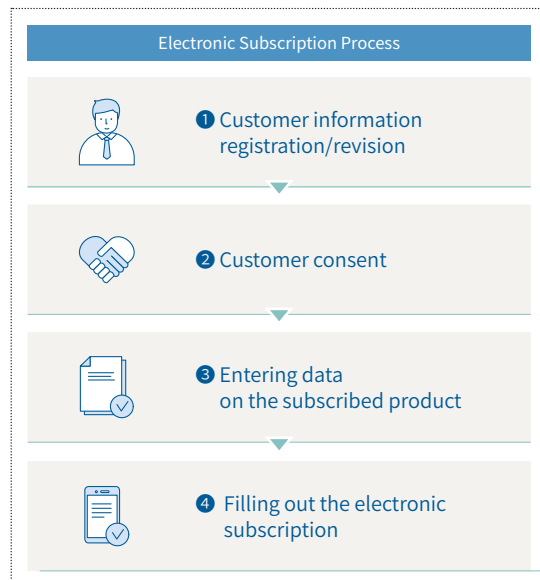 Electronic Subscription Process
❶ Customer information
registration/revision
❷ Customer consent
❸ Entering data
on the subscribed product
❹ Filling out the electronic
subscription